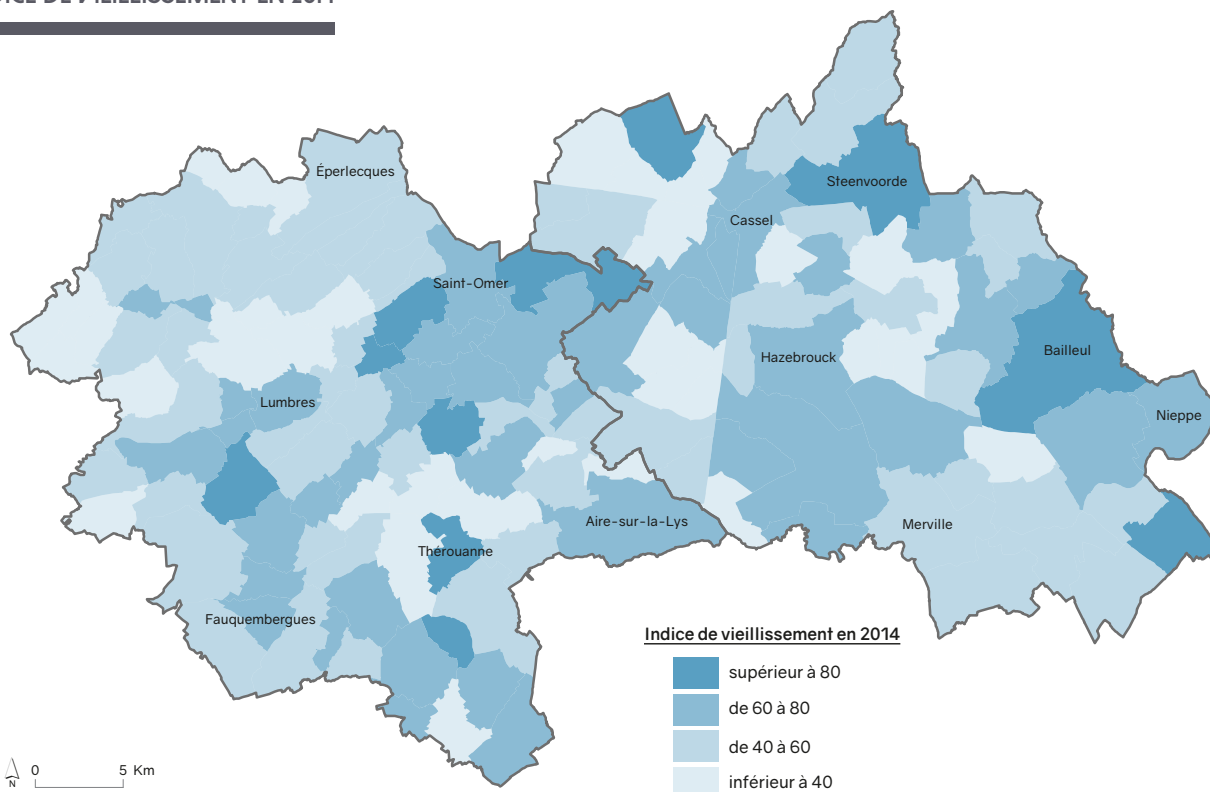 Éperlecques
Steenvoorde
Cassel
Saint-Omer
Hazebrouck
Bailleul
Lumbres
Nieppe
Aire-sur-la-Lys
Merville
Thérouanne
Fauquembergues
Indice de vieillissement en 2014
supérieur à 80
de 60 à 80
de 40 à 60
inférieur à 40
0 5 Km
N